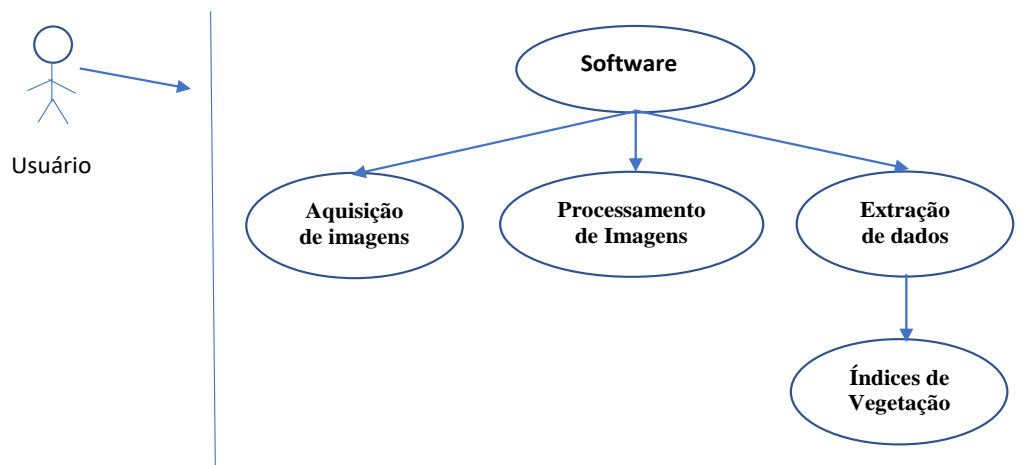 Usuário
Software
Aquisição
de imagens
Processamento
de Imagens
Extração
de dados
Índices de
Vegetação